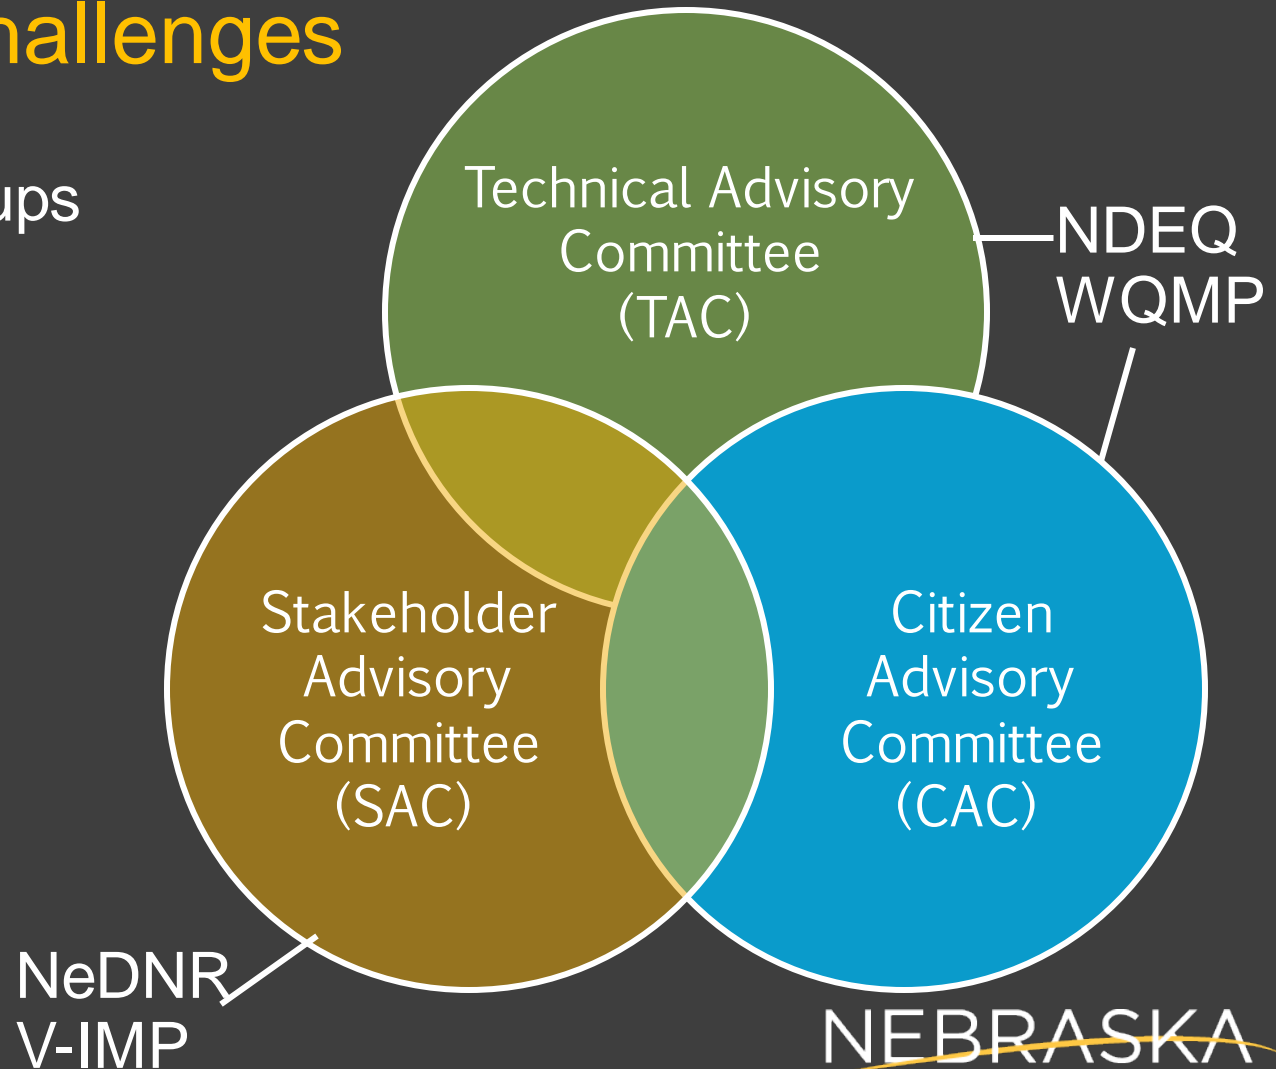 hallenges
ups
Technical Advisory
Committee
(TAC)
NDEQ
WQMP
Stakeholder
Advisory
Committee
(SAC)
Citizen
Advisory
Committee
(CAC)
NeDNR
V-IMP
NEBRASKA